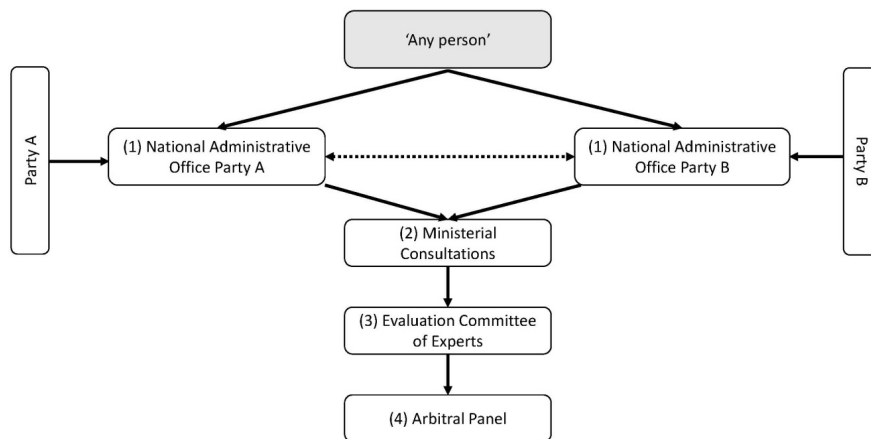 ‘Any person’
Party A
(1) National Administrative
Office Party A
(1) National Administrative
Office Party B
Party B
(2) Ministerial
Consultations
(3) Evaluation Committee
of Experts
(4) Arbitral Panel